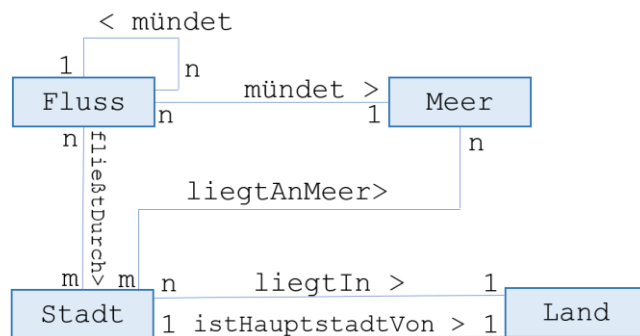 < mündet
1
n
Fluss
mündet >
Meer
n
1
n
n
fließtDurch>
liegtAnMeer>
m
m
n
liegtIn >
1
Stadt
Land
1
istHauptstadtVon >
1